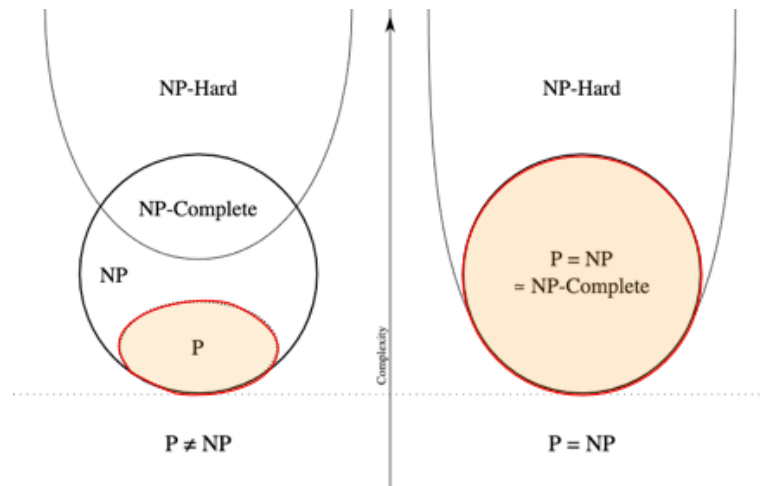 NP-Hard
NP-Complete
NP
P
P ≠ NP
Complexity
NP-Hard
P = NP
= NP-Complete
P = NP